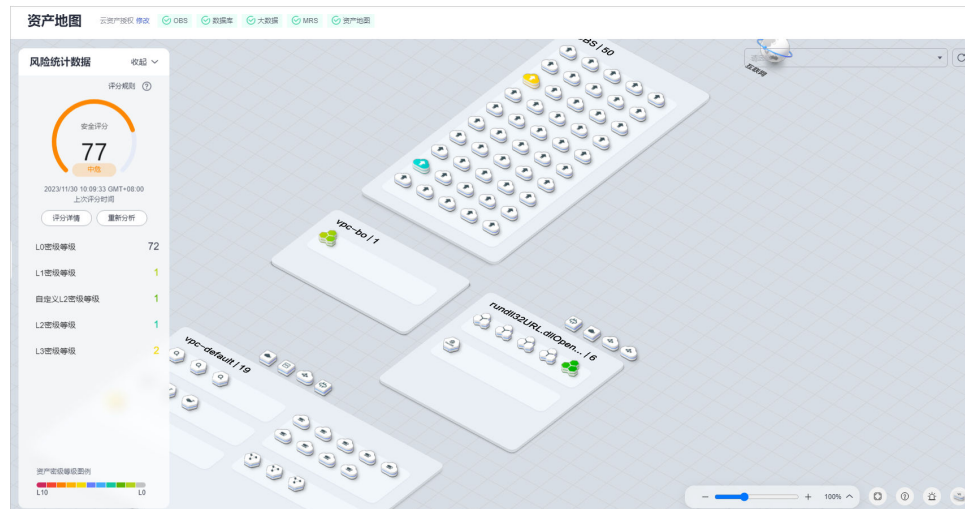 资产地图 云资产授权 修改 OBS 数据库 大数据 MRS 资产地图
风险统计数据 收起
评分规则
安全评分
77
中危
2023/11/30 10:09:33 GMT+08:00
上次评分时间
评分详情 重新分析
L0密级等级 72
L1密级等级 1
自定义L2密级等级 1
L2密级等级 1
L3密级等级 2
资产密级等级图例
L10 L0
BS | 50
互联网
vpc-bo | 1
rundll32URL.dllOpen... | 6
vpc-default | 19
100%